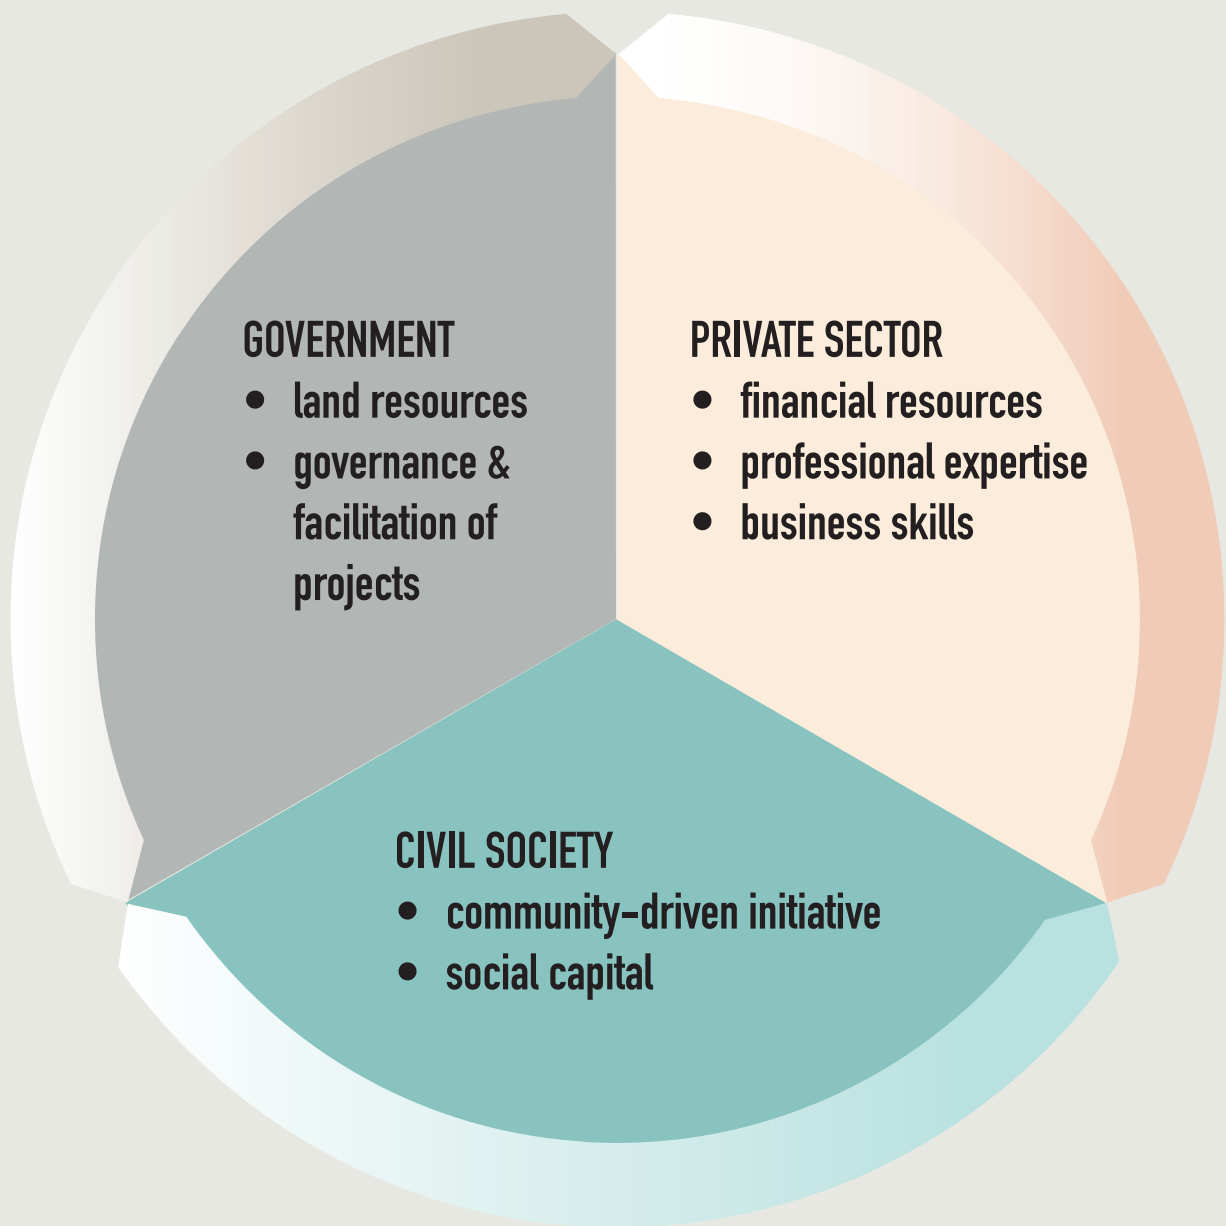 GOVERNMENT
• land resources
• governance &
facilitation of
projects
PRIVATE SECTOR
• financial resources
• professional expertise
• business skills
CIVIL SOCIETY
• community-driven initiative
• social capital